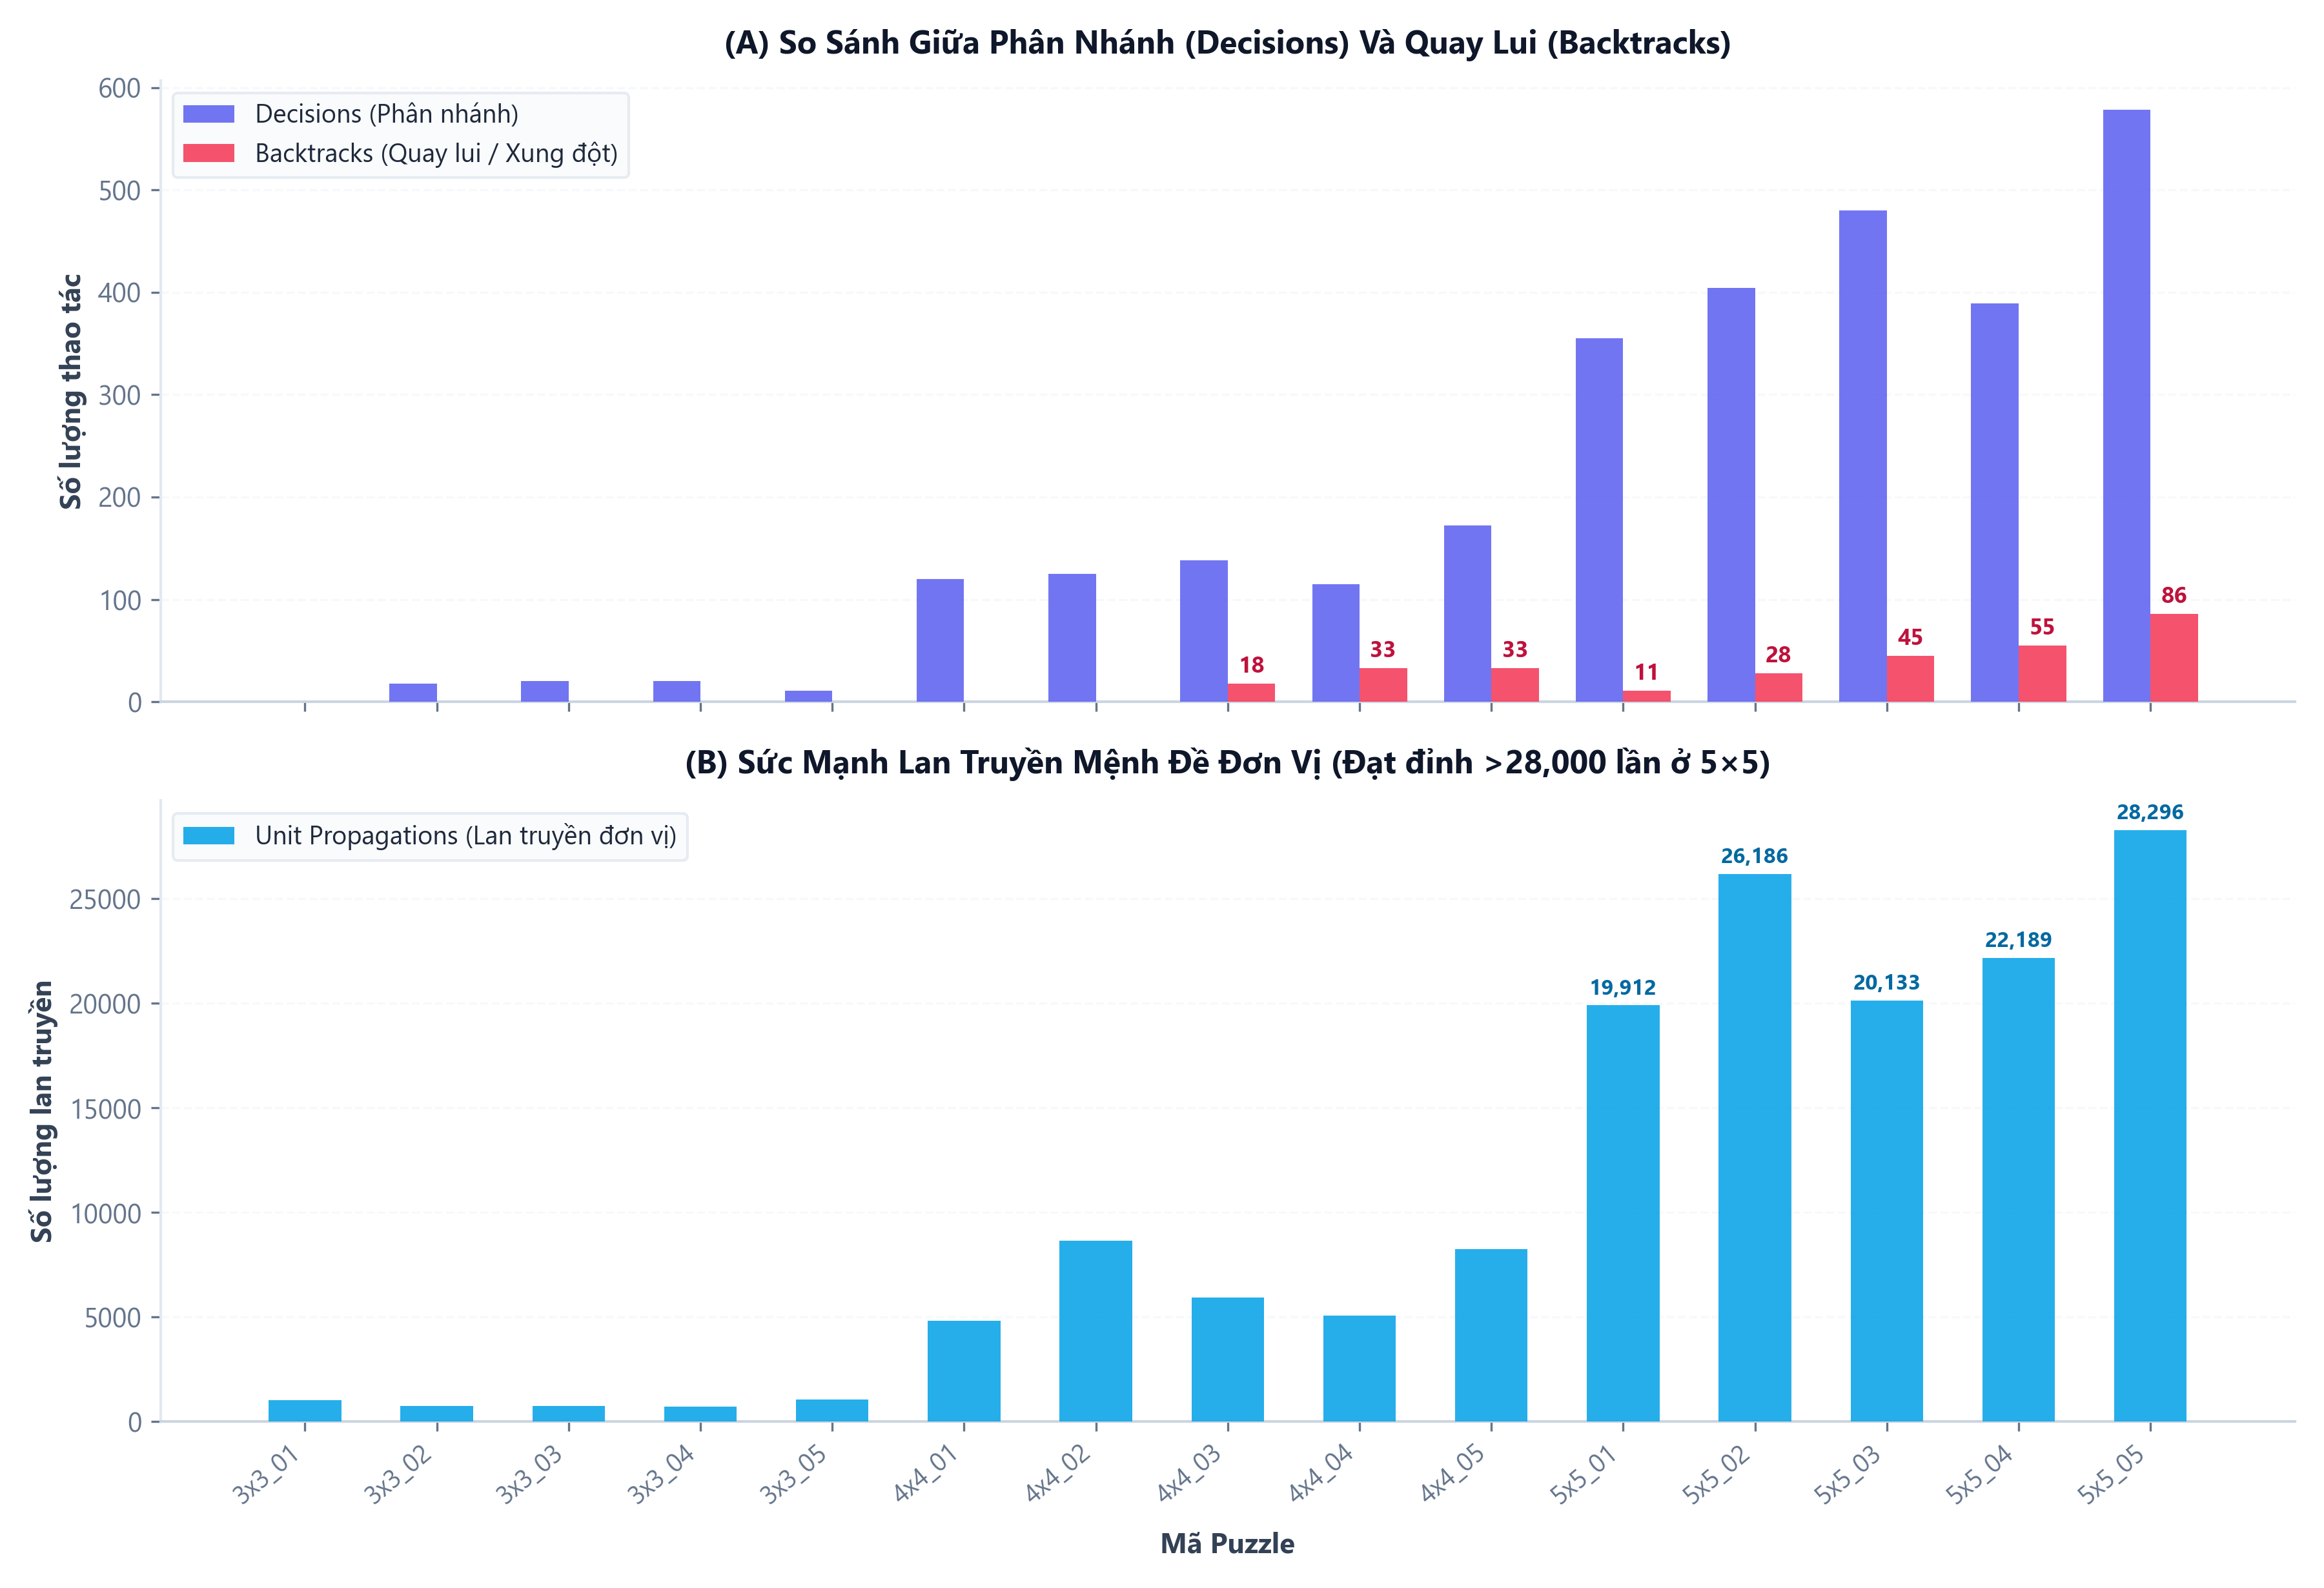 (A) So Sánh Giữa Phân Nhánh (Decisions) Và Quay Lui (Backtracks)
Decisions (Phân nhánh)
Backtracks (Quay lui / Xung đột)
Số lượng thao tác
600
500
400
300
200
100
0
18
33
33
11
28
45
55
86
(B) Sức Mạnh Lan Truyền Mệnh Đề Đơn Vị (Đạt đỉnh >28,000 lần ở 5×5)
Unit Propagations (Lan truyền đơn vị)
Số lượng lan truyền
25000
20000
15000
10000
5000
0
19,912
26,186
20,133
22,189
28,296
3x3_01
3x3_02
3x3_03
3x3_04
3x3_05
4x4_01
4x4_02
4x4_03
4x4_04
4x4_05
5x5_01
5x5_02
5x5_03
5x5_04
5x5_05
Mã Puzzle